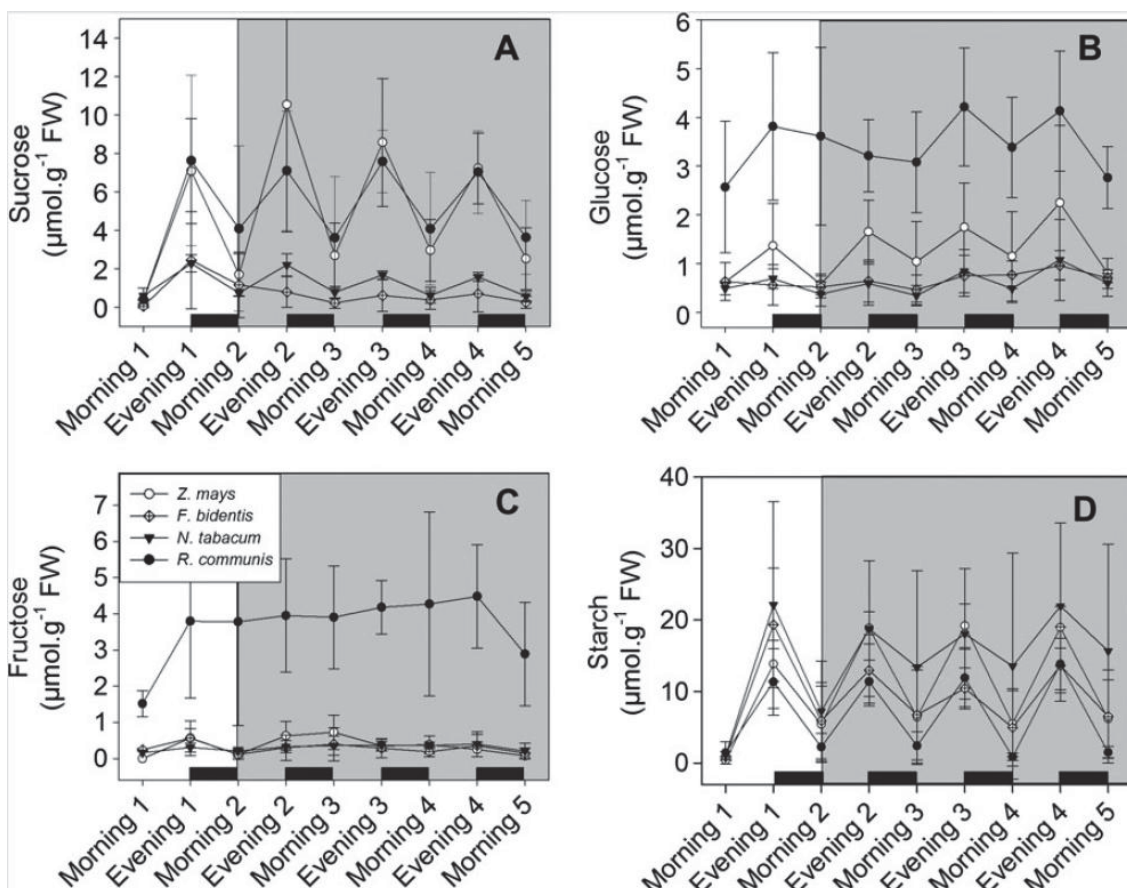 A
Sucrose
(µmol.g⁻¹ FW)
14
12
10
8
6
4
2
0
Morning 1
Evening 1
Morning 2
Evening 2
Morning 3
Evening 3
Morning 4
Evening 4
Morning 5
B
Glucose
(µmol.g⁻¹ FW)
6
5
4
3
2
1
0
Morning 1
Evening 1
Morning 2
Evening 2
Morning 3
Evening 3
Morning 4
Evening 4
Morning 5
C
Fructose
(µmol.g⁻¹ FW)
7
6
5
4
3
2
1
0
Z. mays
F. bidentis
N. tabacum
R. communis
Morning 1
Evening 1
Morning 2
Evening 2
Morning 3
Evening 3
Morning 4
Evening 4
Morning 5
D
Starch
(µmol.g⁻¹ FW)
40
30
20
10
0
Morning 1
Evening 1
Morning 2
Evening 2
Morning 3
Evening 3
Morning 4
Evening 4
Morning 5